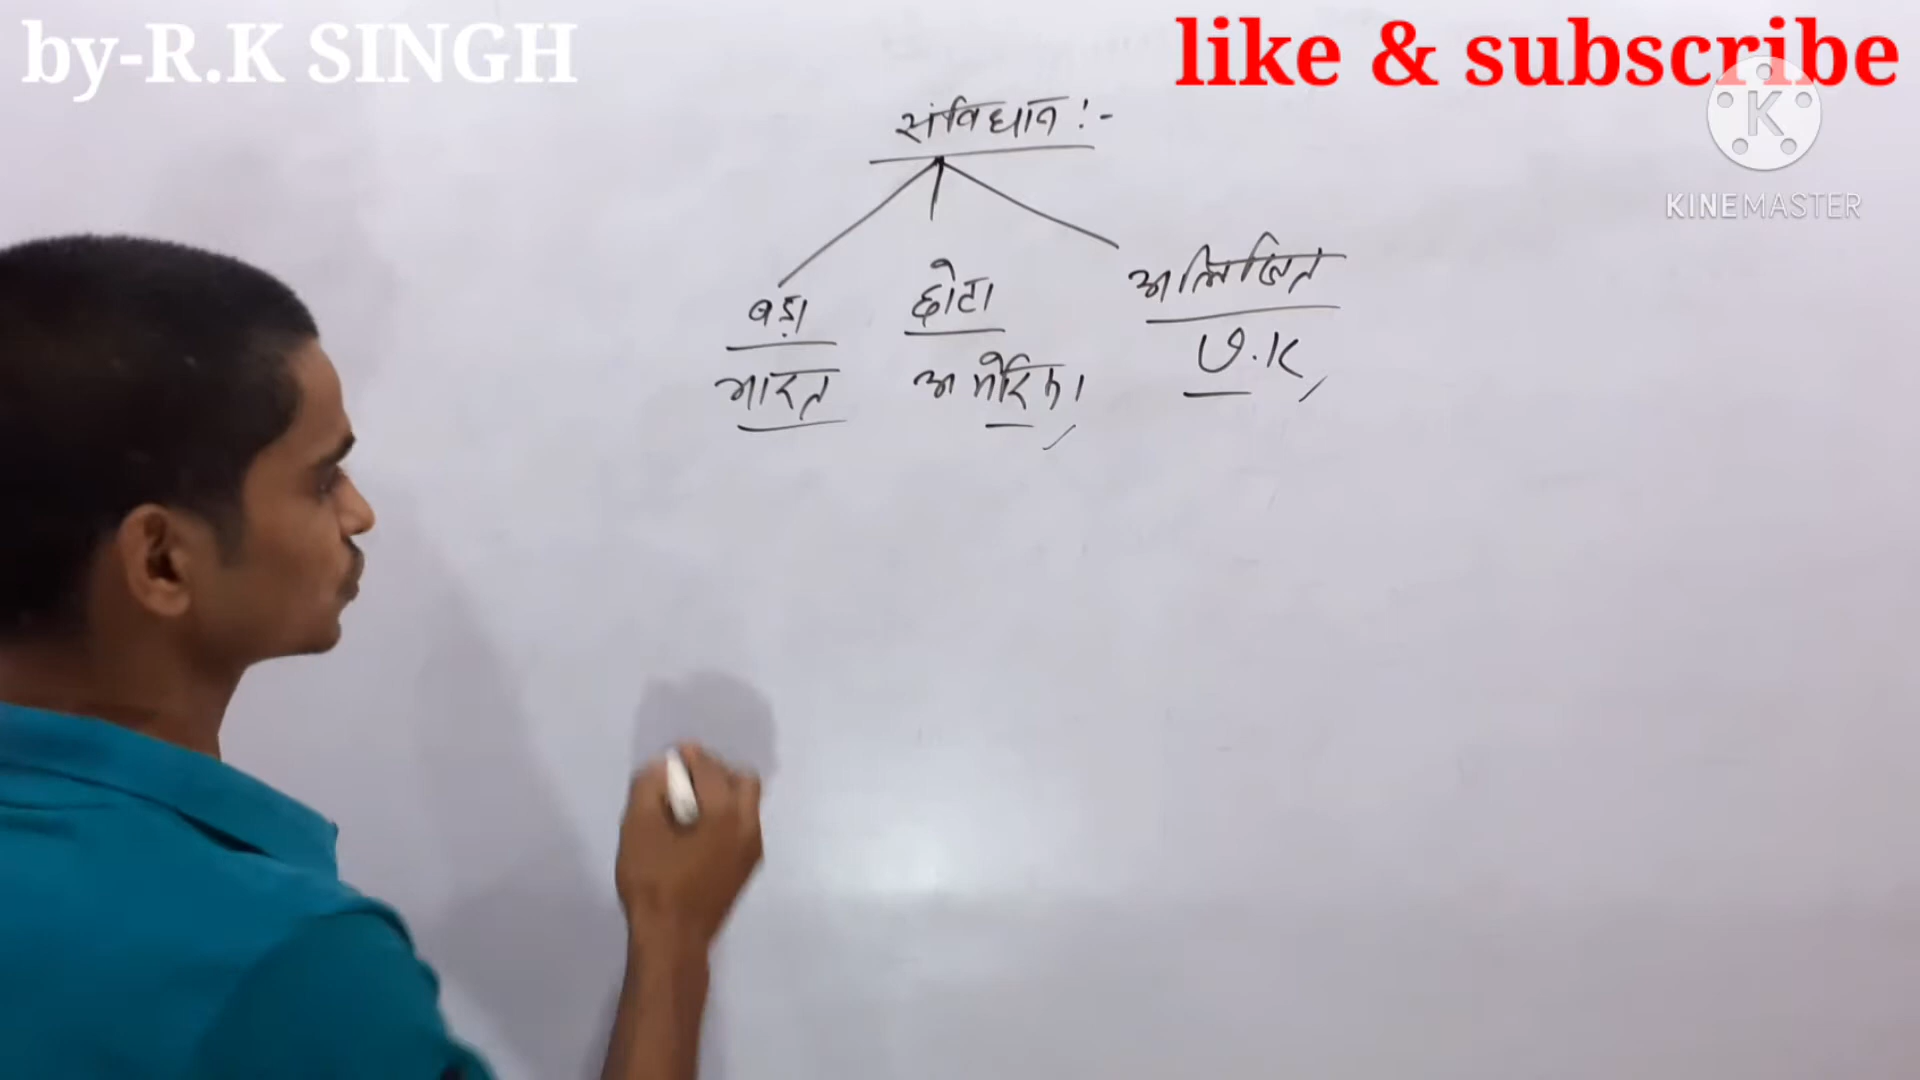 by-R.K SINGH
like & subscribe
KINEMASTER
संविधान :-
बड़ा
छोटा
अलिखित
भारत
अमेरिका
U.K